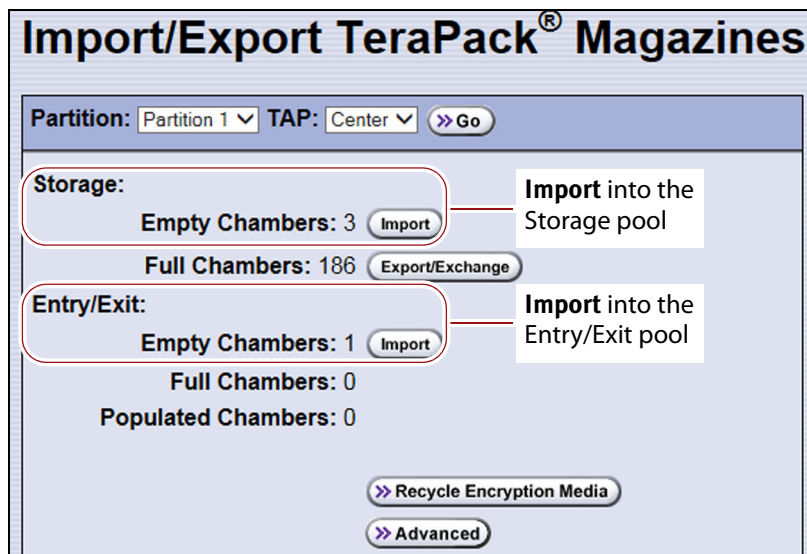 Import/Export TeraPack® Magazines
Partition: Partition 1 TAP: Center >> Go
Storage:
Empty Chambers: 3 Import
Import into the
Storage pool
Full Chambers: 186 Export/Exchange
Entry/Exit:
Empty Chambers: 1 Import
Import into the
Entry/Exit pool
Full Chambers: 0
Populated Chambers: 0
>> Recycle Encryption Media
>> Advanced